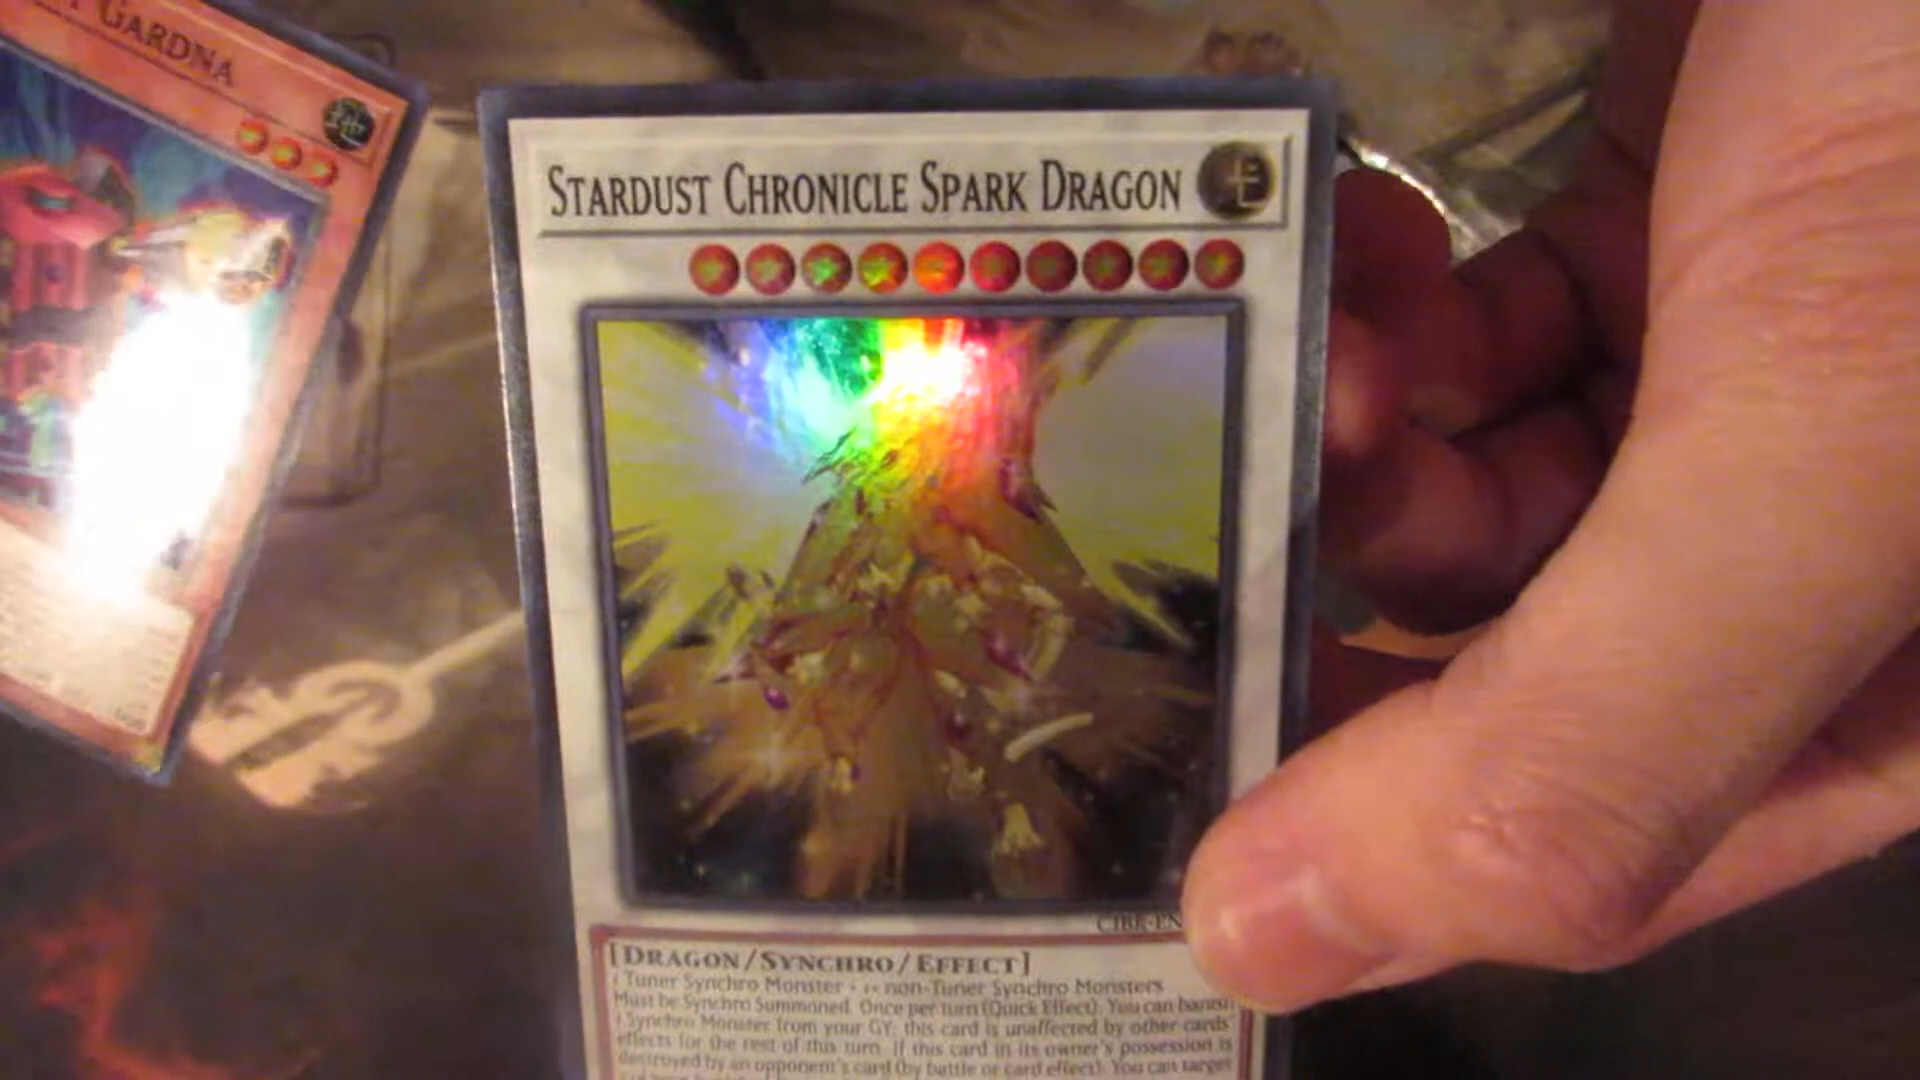 GARDNA
STARDUST CHRONICLE SPARK DRAGON
CIBR-EN
[DRAGON/SYNCHRO/EFFECT]
1 Tuner Synchro Monster + 1+ non-Tuner Synchro Monsters
Must be Synchro Summoned. Once per turn (Quick Effect): You can banish
1 Synchro Monster from your GY; this card is unaffected by other cards'
effects for the rest of this turn. If this card in its owner's possession is
destroyed by an opponent's card (by battle or card effect): You can target